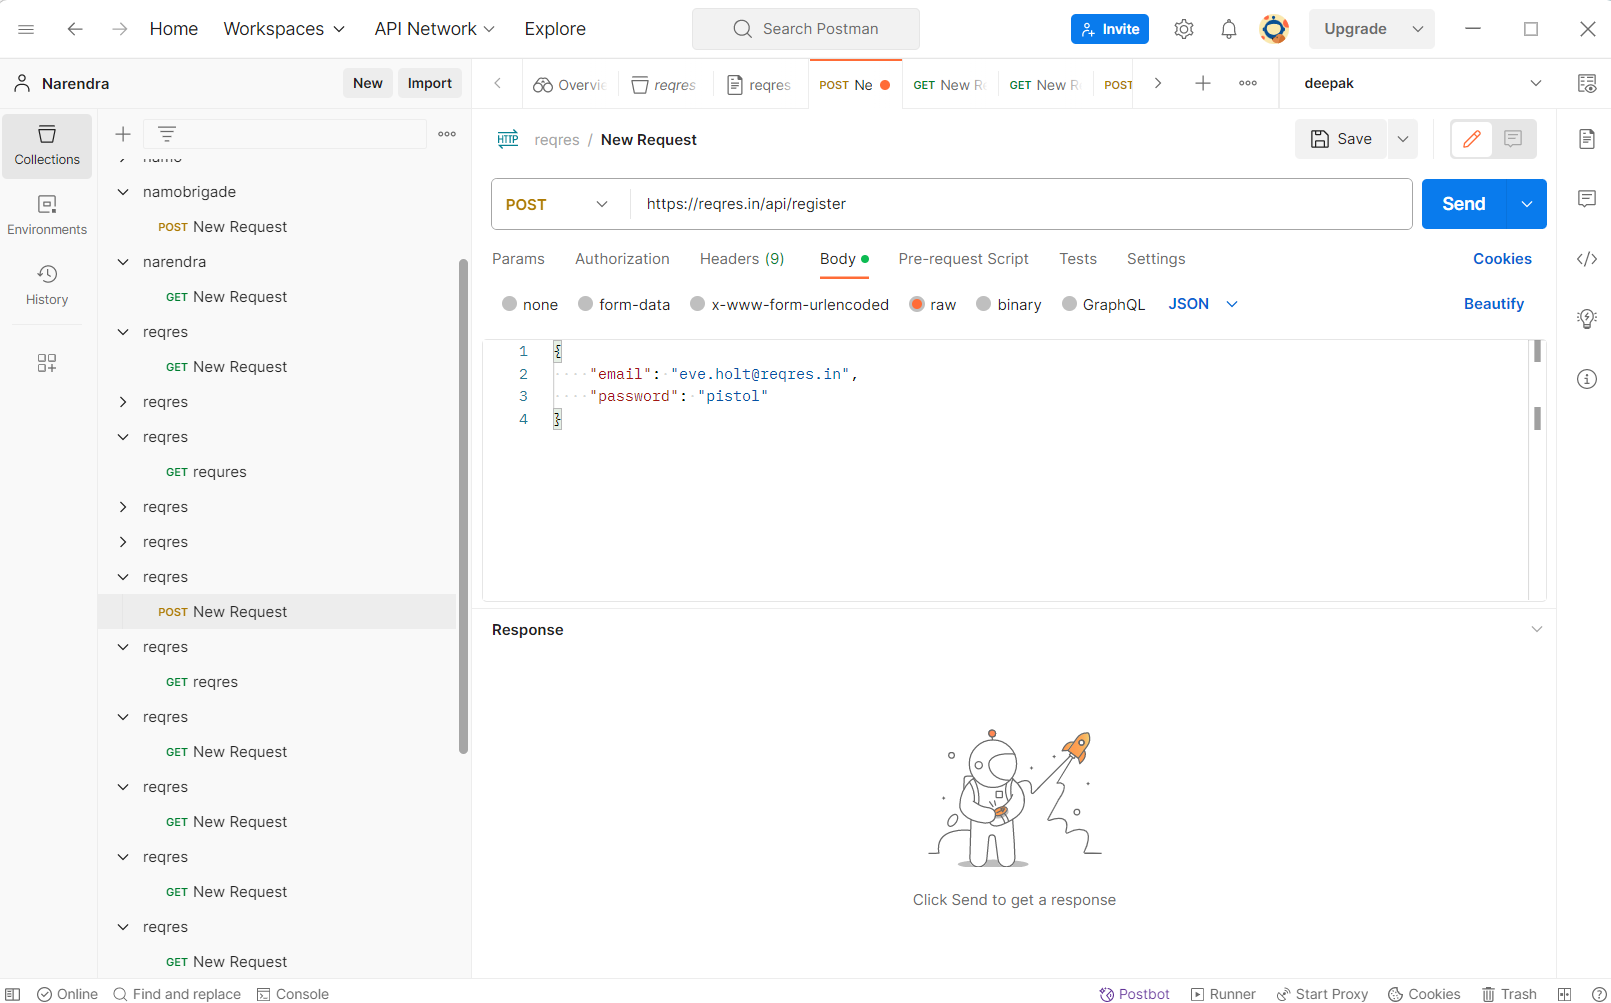 Home Workspaces API Network Explore Search Postman Invite Upgrade
Narendra New Import Overvie reqres reqres POST Ne GET New Re GET New R POST deepak
Collections
Environments
History
namo
namobrigade
POST New Request
narendra
GET New Request
reqres
GET New Request
reqres
reqres
GET requres
reqres
reqres
reqres
POST New Request
reqres
GET reqres
reqres
GET New Request
reqres
GET New Request
reqres
GET New Request
reqres
GET New Request
HTTP reqres / New Request Save
POST https://reqres.in/api/register Send
Params Authorization Headers (9) Body Pre-request Script Tests Settings Cookies
none form-data x-www-form-urlencoded raw binary GraphQL JSON Beautify
1 {
2 "email": "eve.holt@reqres.in",
3 "password": "pistol"
4 }
Response
Click Send to get a response
Online Find and replace Console Postbot Runner Start Proxy Cookies Trash